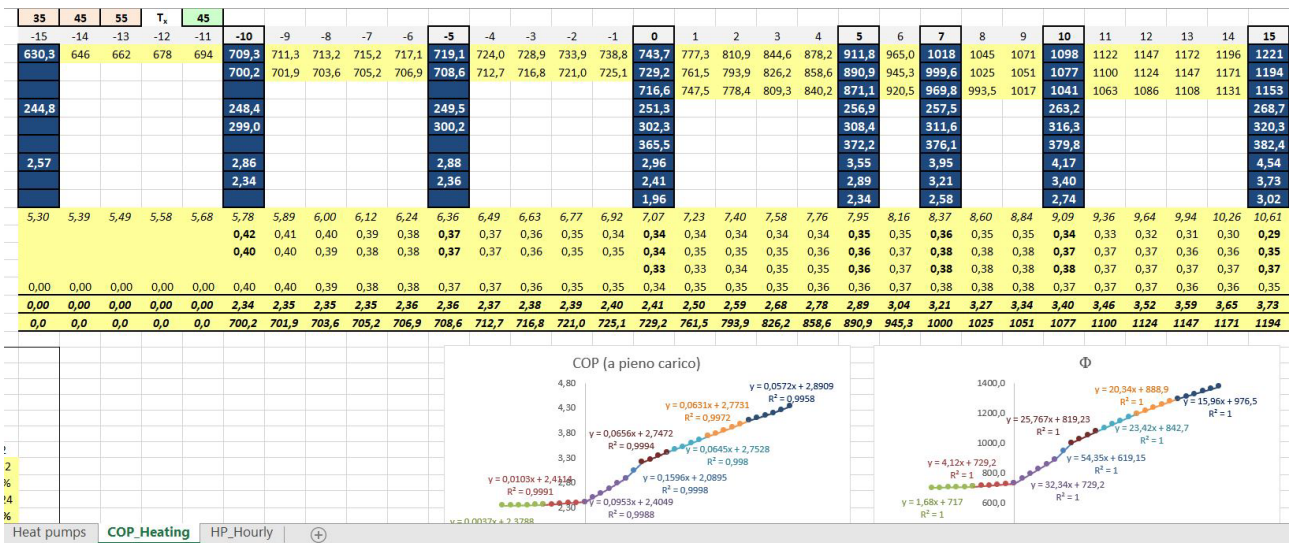 35 45 55 Tx 45
-15 -14 -13 -12 -11 -10 -9 -8 -7 -6 -5 -4 -3 -2 -1 0 1 2 3 4 5 6 7 8 9 10 11 12 13 14 15
630,3 646 662 678 694 709,3 711,3 713,2 715,2 717,1 719,1 724,0 728,9 733,9 738,8 743,7 777,3 810,9 844,6 878,2 911,8 965,0 1018 1045 1071 1098 1122 1147 1172 1196 1221
700,2 701,9 703,6 705,2 706,9 708,6 712,7 716,8 721,0 725,1 729,2 761,5 793,9 826,2 858,6 890,9 945,3 999,6 1025 1051 1077 1100 1124 1147 1171 1194
716,6 747,5 778,4 809,3 840,2 871,1 920,5 969,8 993,5 1017 1041 1063 1086 1108 1131 1153
244,8 248,4 249,5 251,3 256,9 257,5 263,2 268,7
299,0 300,2 302,3 308,4 311,6 316,3 320,3
365,5 372,2 376,1 379,8 382,4
2,57 2,86 2,88 2,96 3,55 3,95 4,17 4,54
2,34 2,36 2,41 2,89 3,21 3,40 3,73
1,96 2,34 2,58 2,74 3,02
5,30 5,39 5,49 5,58 5,68 5,78 5,89 6,00 6,12 6,24 6,36 6,49 6,63 6,77 6,92 7,07 7,23 7,40 7,58 7,76 7,95 8,16 8,37 8,60 8,84 9,09 9,36 9,64 9,94 10,26 10,61
0,42 0,41 0,40 0,39 0,38 0,37 0,37 0,36 0,35 0,34 0,34 0,34 0,34 0,34 0,34 0,35 0,35 0,36 0,35 0,35 0,34 0,33 0,32 0,31 0,30 0,29
0,40 0,40 0,39 0,38 0,38 0,37 0,37 0,36 0,35 0,35 0,34 0,35 0,35 0,35 0,36 0,36 0,37 0,38 0,38 0,38 0,37 0,37 0,37 0,36 0,36 0,35
0,33 0,33 0,34 0,35 0,35 0,36 0,37 0,38 0,38 0,38 0,38 0,37 0,37 0,37 0,37 0,37
0,00 0,00 0,00 0,00 0,00 0,40 0,40 0,39 0,38 0,38 0,37 0,37 0,36 0,35 0,35 0,34 0,35 0,35 0,35 0,36 0,36 0,37 0,38 0,38 0,38 0,37 0,37 0,37 0,36 0,36 0,35
0,00 0,00 0,00 0,00 0,00 2,34 2,35 2,35 2,35 2,36 2,36 2,37 2,38 2,39 2,40 2,41 2,50 2,59 2,68 2,78 2,89 3,04 3,21 3,27 3,34 3,40 3,46 3,52 3,59 3,65 3,73
0,0 0,0 0,0 0,0 0,0 700,2 701,9 703,6 705,2 706,9 708,6 712,7 716,8 721,0 725,1 729,2 761,5 793,9 826,2 858,6 890,9 945,3 1000 1025 1051 1077 1100 1124 1147 1171 1194
COP (a pieno carico)
4,80
4,30
3,80
3,30
2,80
2,30
y = 0,0572x + 2,8909
R² = 0,9958
y = 0,0631x + 2,7731
R² = 0,9972
y = 0,0656x + 2,7472
R² = 0,9994
y = 0,0645x + 2,7528
R² = 0,998
y = 0,1596x + 2,0895
R² = 0,9998
y = 0,0103x + 2,4114
R² = 0,9991
y = 0,0953x + 2,4049
R² = 0,9988
y = 0,0037x + 2,3788
Φ
1400,0
1200,0
1000,0
800,0
600,0
y = 20,34x + 888,9
R² = 1
y = 15,96x + 976,5
R² = 1
y = 25,767x + 819,23
R² = 1
y = 23,42x + 842,7
R² = 1
y = 54,35x + 619,15
R² = 1
y = 4,12x + 729,2
R² = 1
y = 32,34x + 729,2
R² = 1
y = 1,68x + 717
R² = 1
2
%
24
%
Heat pumps COP_Heating HP_Hourly